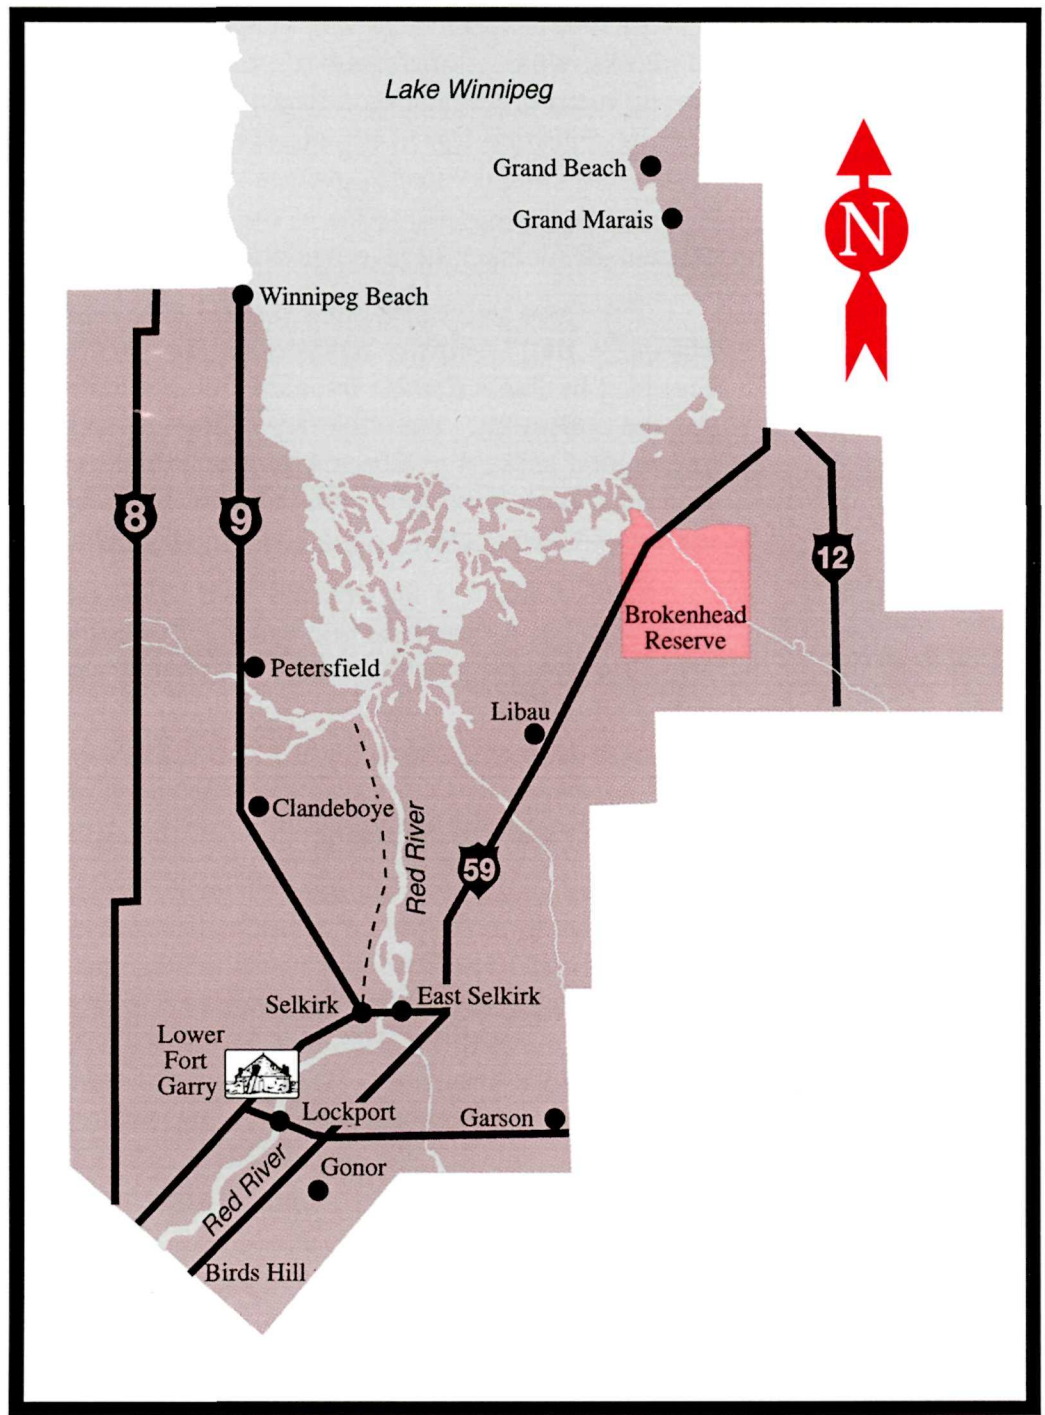 Lake Winnipeg
Grand Beach
Grand Marais
N
Winnipeg Beach
8
9
12
Brokenhead
Reserve
Petersfield
Libau
Clandeboye
Red River
59
Selkirk
East Selkirk
Lower
Fort
Garry
Lockport
Garson
Gonor
Red River
Birds Hill